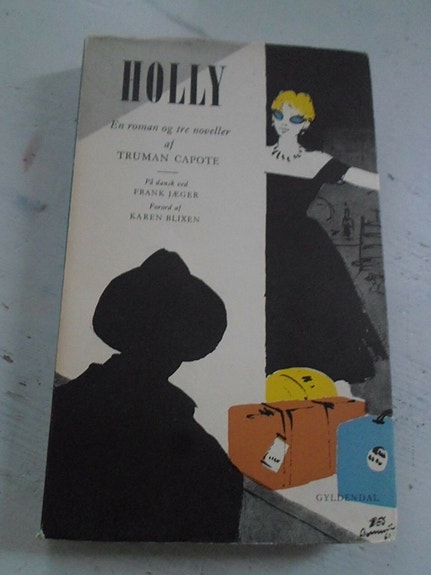 HOLLY
En roman og tre noveller
af
TRUMAN CAPOTE
På dansk ved
FRANK JÆGER
Forord af
KAREN BLIXEN
GYLDENDAL